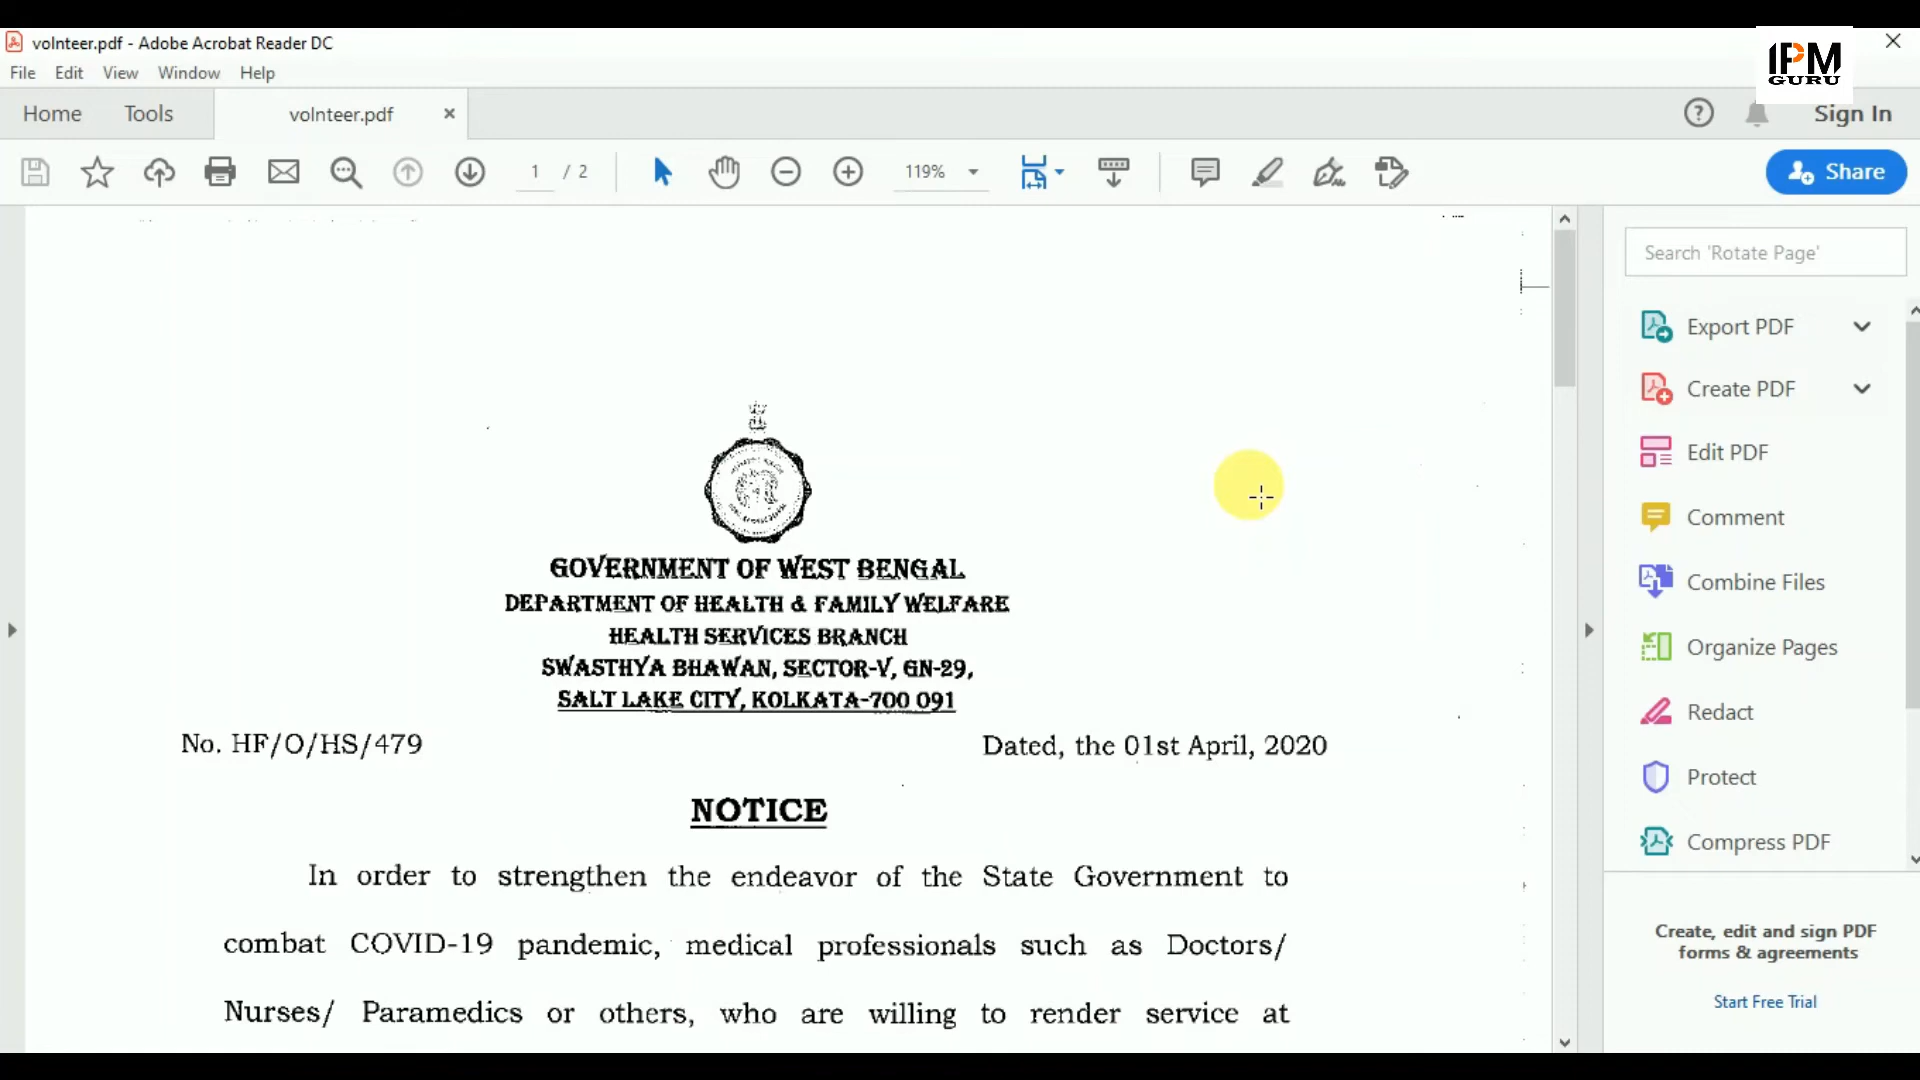 volnteer.pdf - Adobe Acrobat Reader DC
IPM
GURU
File Edit View Window Help
Home Tools volnteer.pdf Sign In
1 / 2 119% Share
Search 'Rotate Page'
Export PDF
Create PDF
Edit PDF
Comment
Combine Files
Organize Pages
Redact
Protect
Compress PDF
Create, edit and sign PDF
forms & agreements
Start Free Trial
GOVERNMENT OF WEST BENGAL
DEPARTMENT OF HEALTH & FAMILY WELFARE
HEALTH SERVICES BRANCH
SWASTHYA BHAWAN, SECTOR-V, GN-29,
SALT LAKE CITY, KOLKATA-700 091
No. HF/O/HS/479 Dated, the 01st April, 2020
NOTICE
In order to strengthen the endeavor of the State Government to
combat COVID-19 pandemic, medical professionals such as Doctors/
Nurses/ Paramedics or others, who are willing to render service at